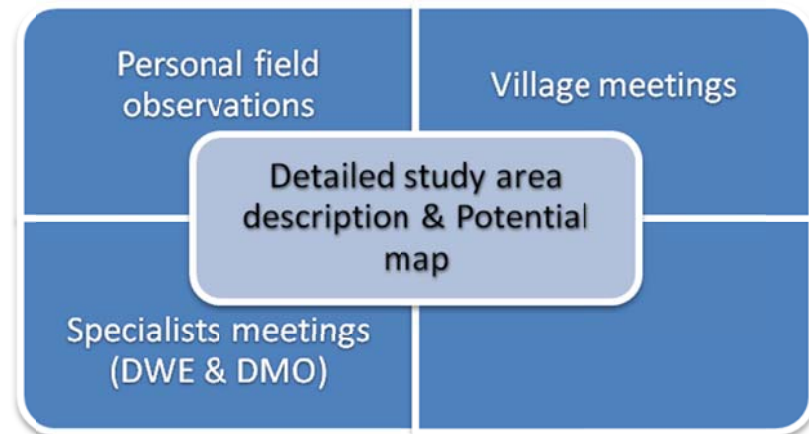 Personal field
observations
Village meetings
Detailed study area
description & Potential
map
Specialists meetings
(DWE & DMO)